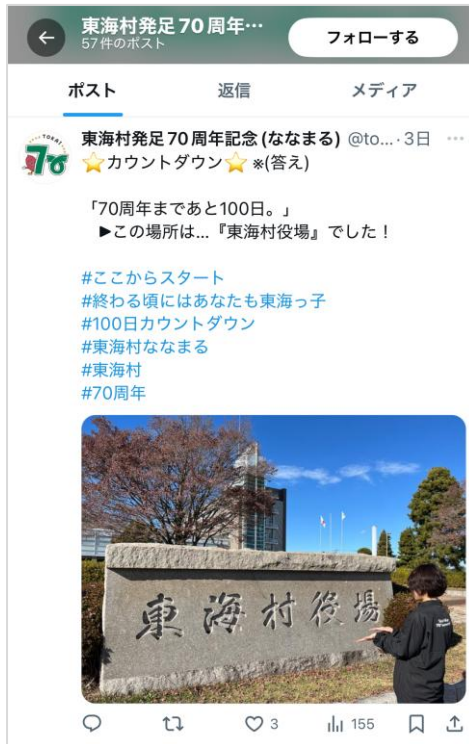 東海村発足70周年…
57件のポスト
フォローする
ポスト
返信
メディア
TOKAI
70
東海村発足70周年記念(ななまる) @to... · 3日
⭐カウントダウン⭐ ※(答え)
「70周年まであと100日。」
▶この場所は...『東海村役場』でした！
#ここからスタート
#終わる頃にはあなたも東海っ子
#100日カウントダウン
#東海村ななまる
#東海村
#70周年
東海村役場
3
155